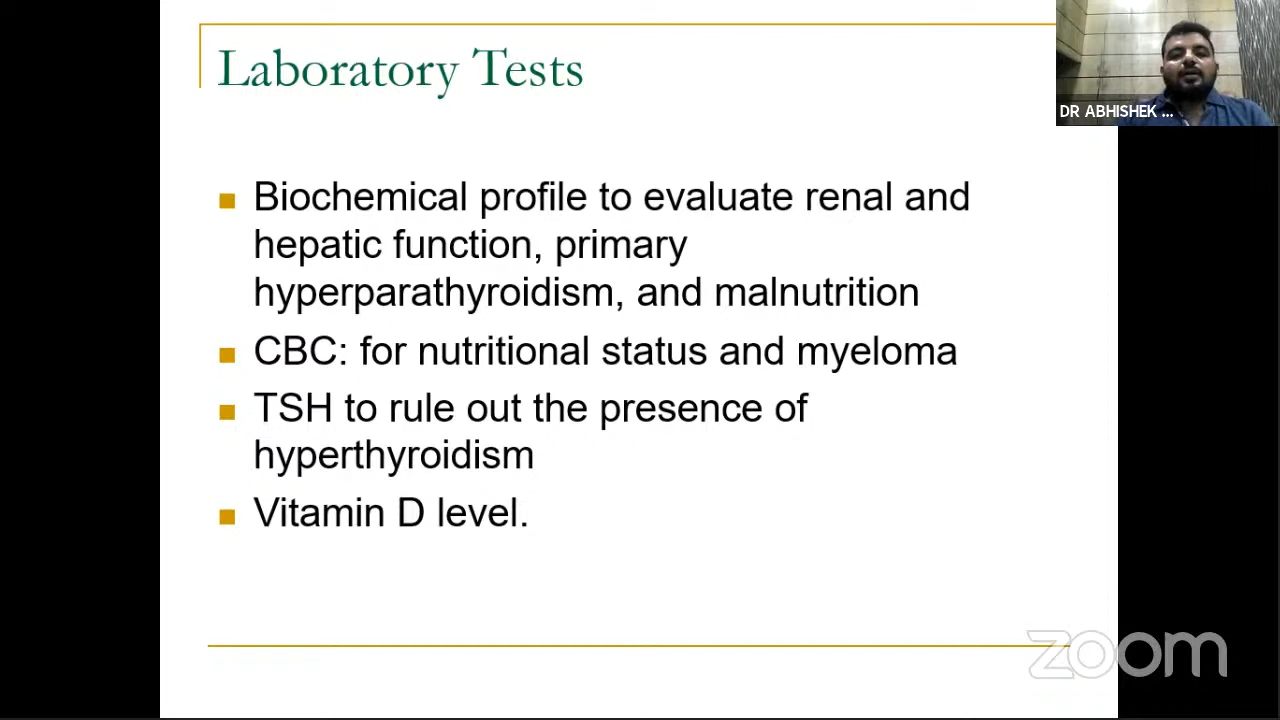 Laboratory Tests
DR ABHISHEK ...
Biochemical profile to evaluate renal and
hepatic function, primary
hyperparathyroidism, and malnutrition
CBC: for nutritional status and myeloma
TSH to rule out the presence of
hyperthyroidism
Vitamin D level.
zoom